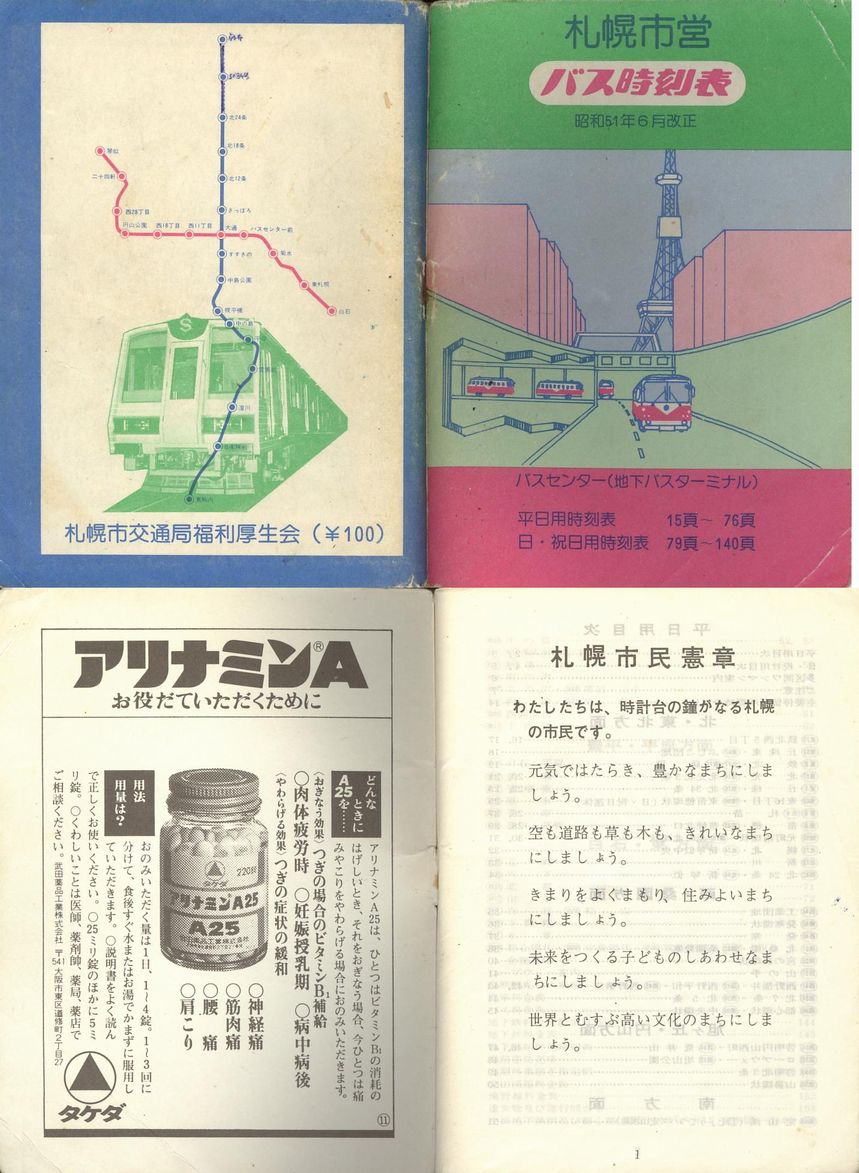 北24条
北18条
北12条
さっぽろ
琴似
二十四軒
西28丁目
円山公園
西18丁目
西11丁目
大通
バスセンター前
すすきの
菊水
中島公園
東札幌
幌平橋
白石
中の島
澄川
真駒内
札幌市交通局福利厚生会(¥100)
札幌市営
バス時刻表
昭和51年6月改正
バスセンター(地下バスターミナル)
平日用時刻表 15頁~ 76頁
日・祝日用時刻表 79頁~140頁
アリナミン®A
お役だていただくために
どんなときにA25を……
アリナミンA25は、ひとつはビタミンB₁の消耗の
はげしいとき、それをおぎなう場合、今ひとつは痛
みやこりをやわらげる場合におのみいただきます。
〈おぎなう効果〉つぎの場合のビタミンB₁補給
○肉体疲労時 ○妊娠授乳期 ○病中病後
〈やわらげる効果〉つぎの症状の緩和
○神経痛
○筋肉痛
○腰 痛
○肩こり
タケダ
アリナミンA25
A25
武田薬品工業株式会社
用法用量は?
おのみいただく量は1日、1~4錠。1~3回に
分けて、食後すぐ水またはお湯でかまずに服用し
ていただきます。○説明書をよく読ん
で正しくお使いください。○25ミリ錠のほかに5ミ
リ錠。○くわしいことは医師、薬剤師、薬局、薬店で
ご相談ください。武田薬品工業株式会社 〒541 大阪市東区道修町2丁目27
タケダ
⑪
札幌市民憲章
わたしたちは、時計台の鐘がなる札幌
の市民です。
元気ではたらき、豊かなまちにしま
しょう。
空も道路も草も木も、きれいなまち
にしましょう。
きまりをよくまもり、住みよいまち
にしましょう。
未来をつくる子どものしあわせなま
ちにしましょう。
世界とむすぶ高い文化のまちにしま
しょう。
1